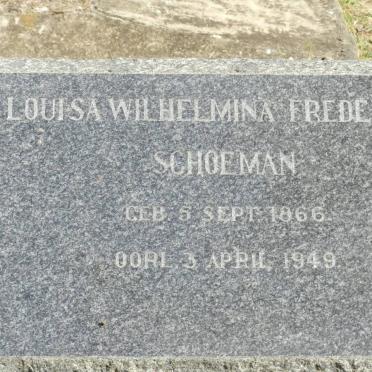 LOUISA WILHELMINA FREDE
SCHOEMAN
GEB. 5 SEPT. 1866.
OORL. 3 APRIL 1949.